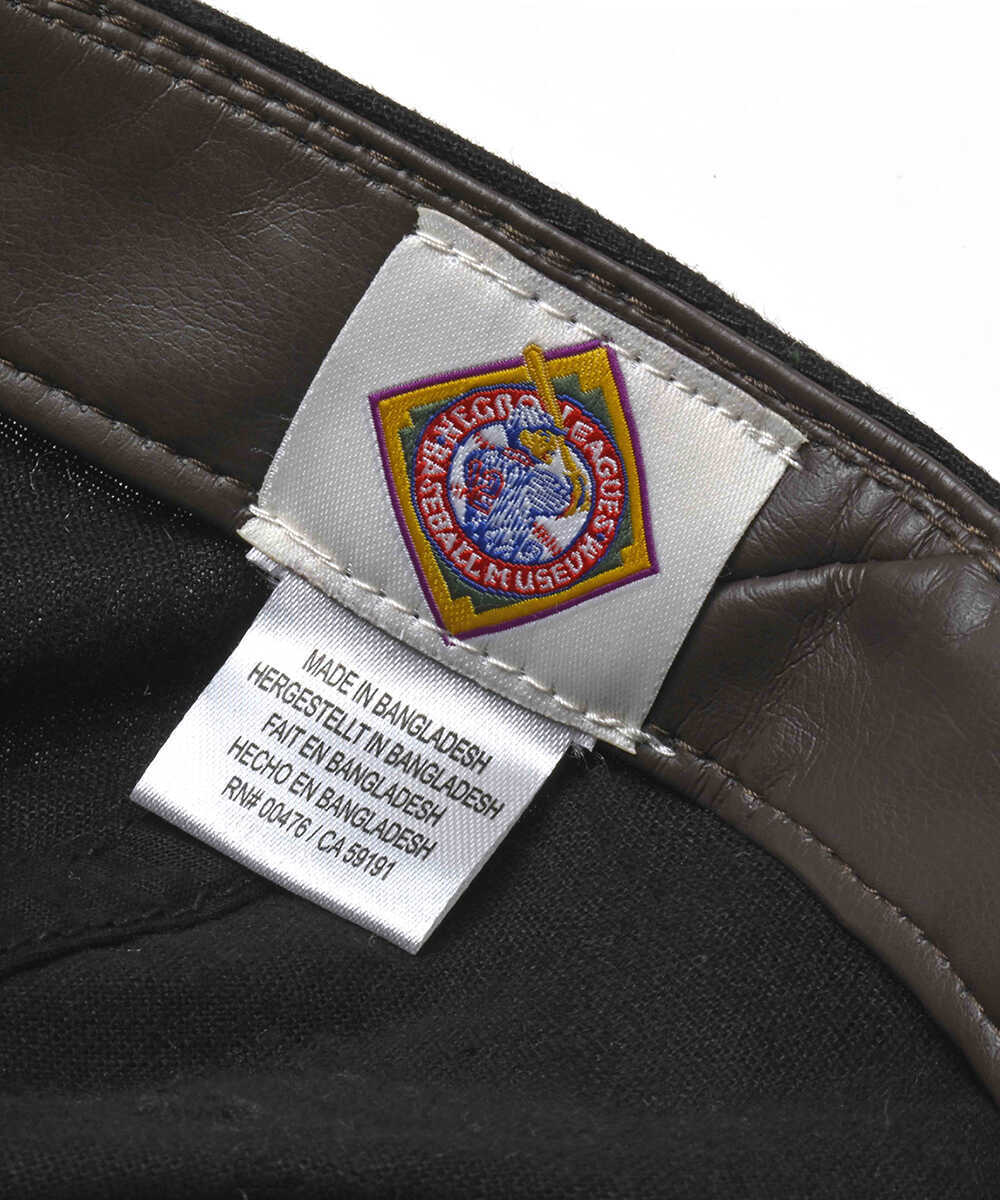 NEGRO LEAGUES
BASEBALL MUSEUM
MADE IN BANGLADESH
HERGESTELLT IN BANGLADESH
FAIT EN BANGLADESH
HECHO EN BANGLADESH
RN# 00476 / CA 59191